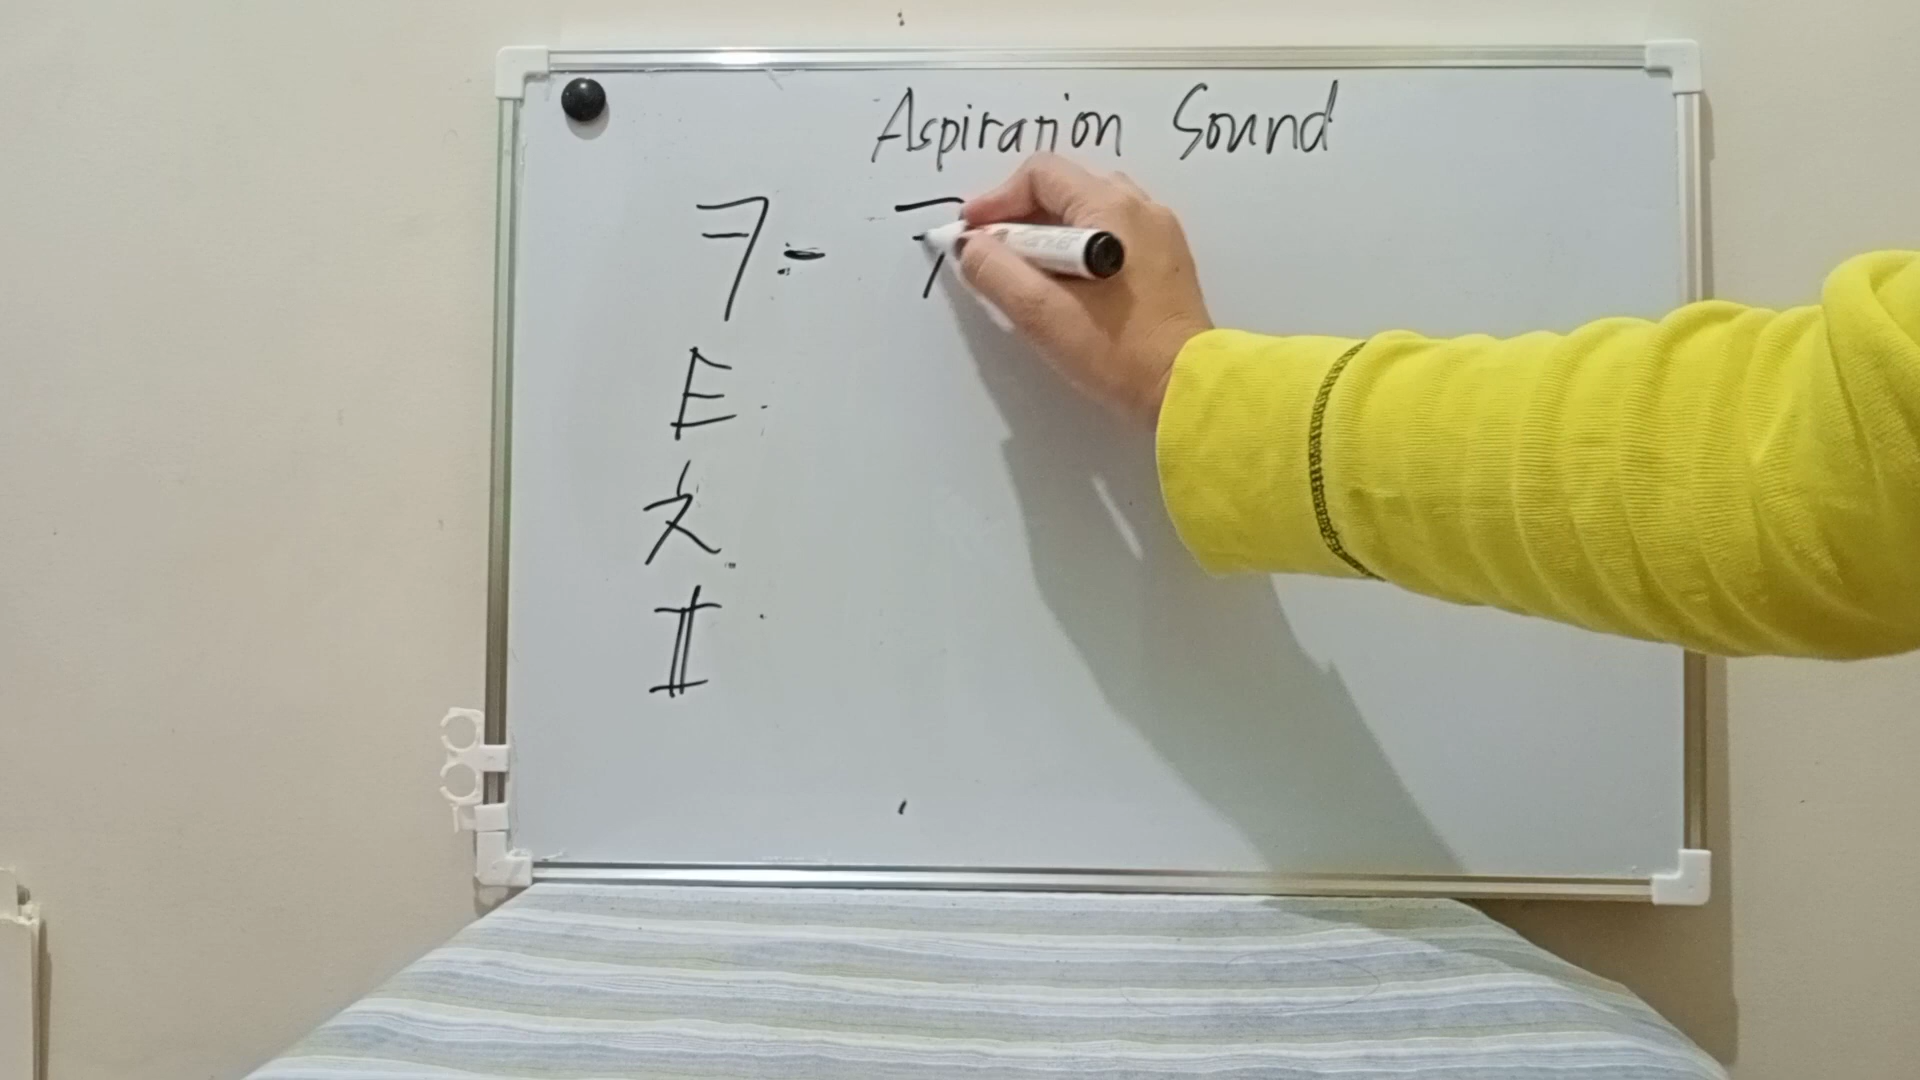 Aspiration Sound
ㅋ - ㅋ
ㅌ
ㅊ
ㅍ